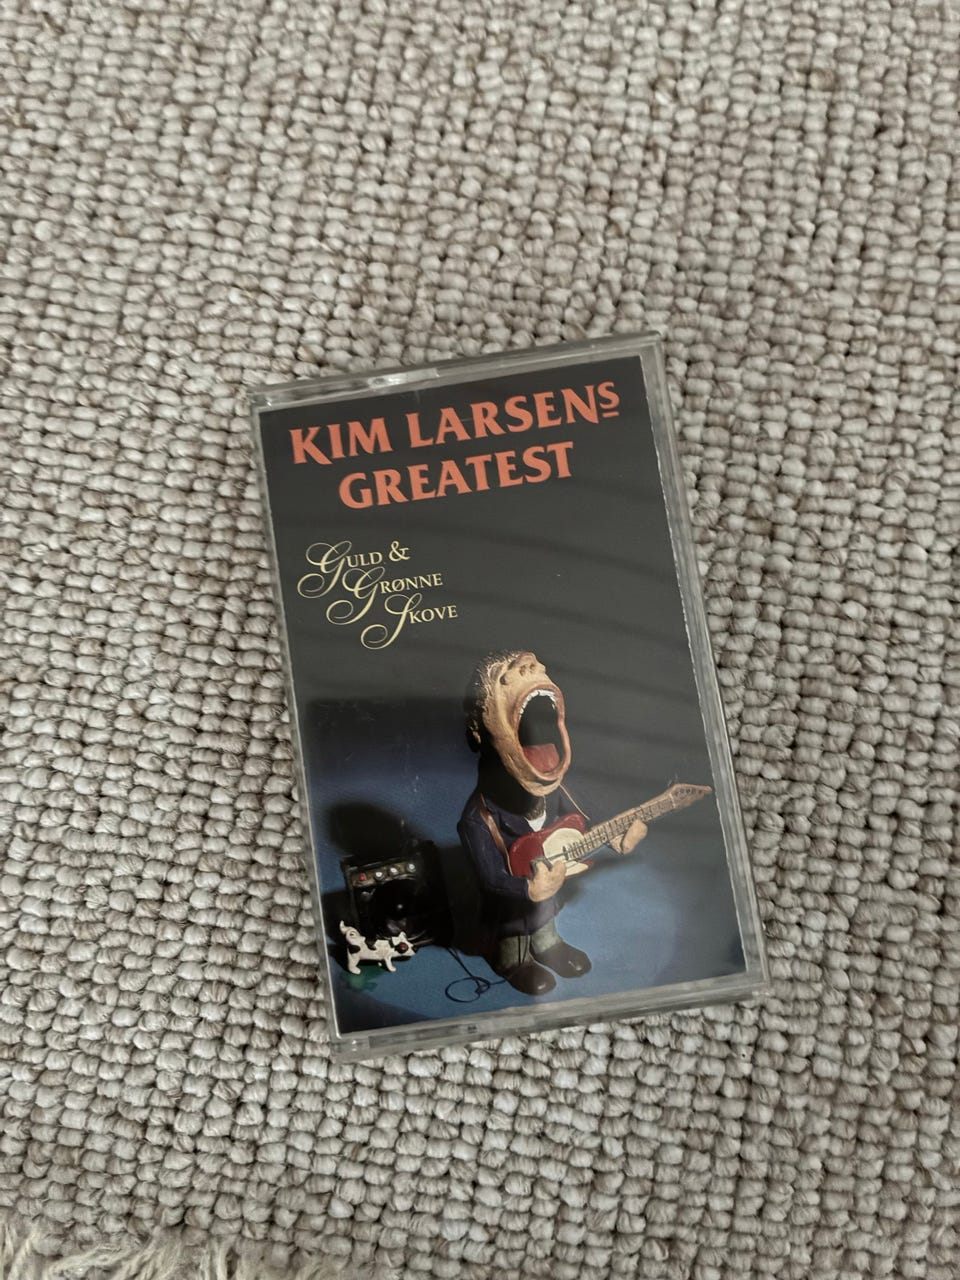 KIM LARSENS
GREATEST
GULD &
GRØNNE
SKOVE